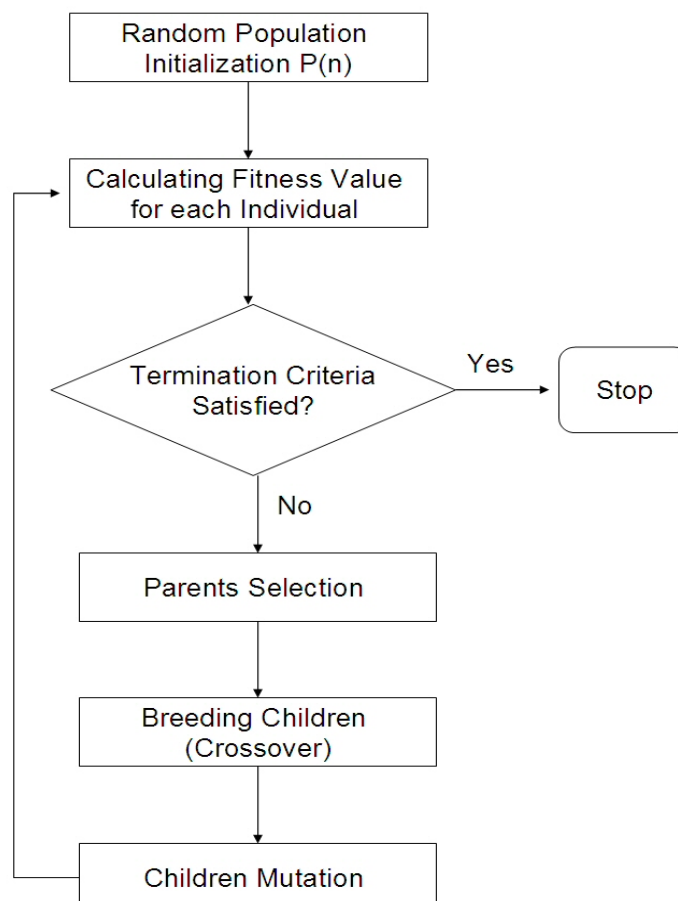 Random Population
Initialization P(n)
Calculating Fitness Value
for each Individual
Termination Criteria
Satisfied?
Yes
Stop
No
Parents Selection
Breeding Children
(Crossover)
Children Mutation